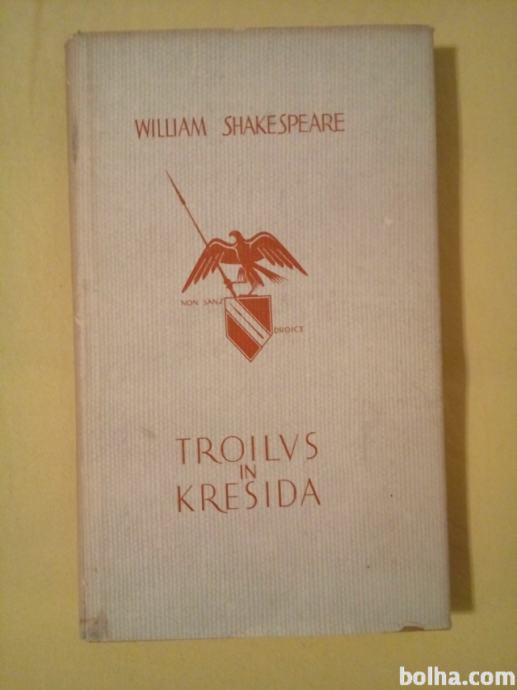 WILLIAM SHAKESPEARE
NON SANZ
DROICT
TROILVS
IN
KRESIDA
bolha.com